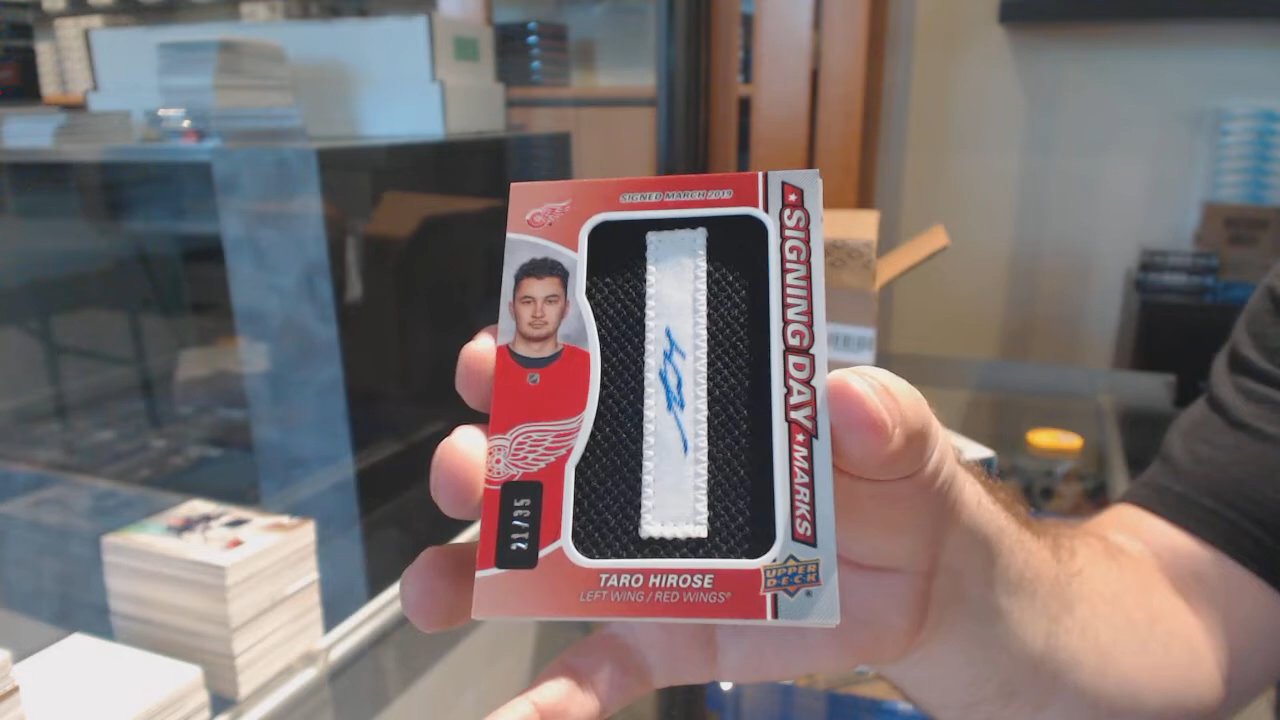 SIGNED MARCH 2019
SIGNING DAY
MARKS
21/35
TARO HIROSE
LEFT WING / RED WINGS®
UPPER
DECK